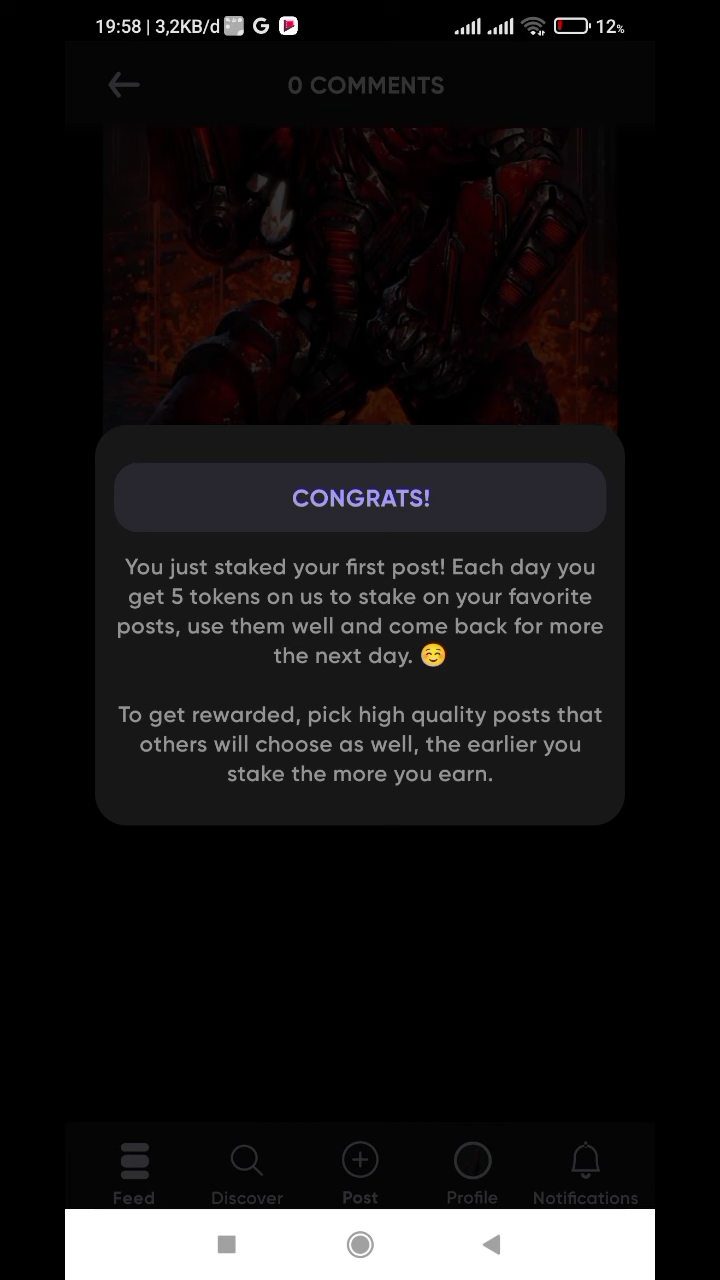 19:58 | 3,2KB/d G 12%
0 COMMENTS
CONGRATS!
You just staked your first post! Each day you
get 5 tokens on us to stake on your favorite
posts, use them well and come back for more
the next day. ☺️
To get rewarded, pick high quality posts that
others will choose as well, the earlier you
stake the more you earn.
Feed Discover Post Profile Notifications